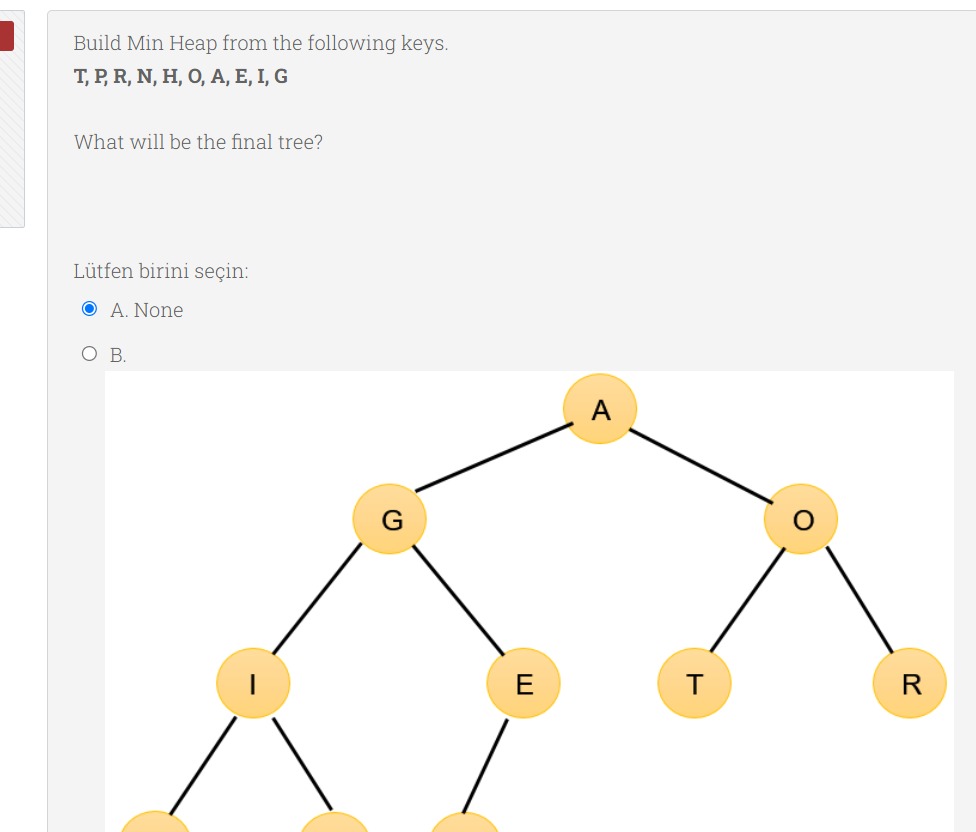 Build Min Heap from the following keys.
T, P, R, N, H, O, A, E, I, G
What will be the final tree?
Lütfen birini seçin:
A. None
B.
A
G
O
I
E
T
R